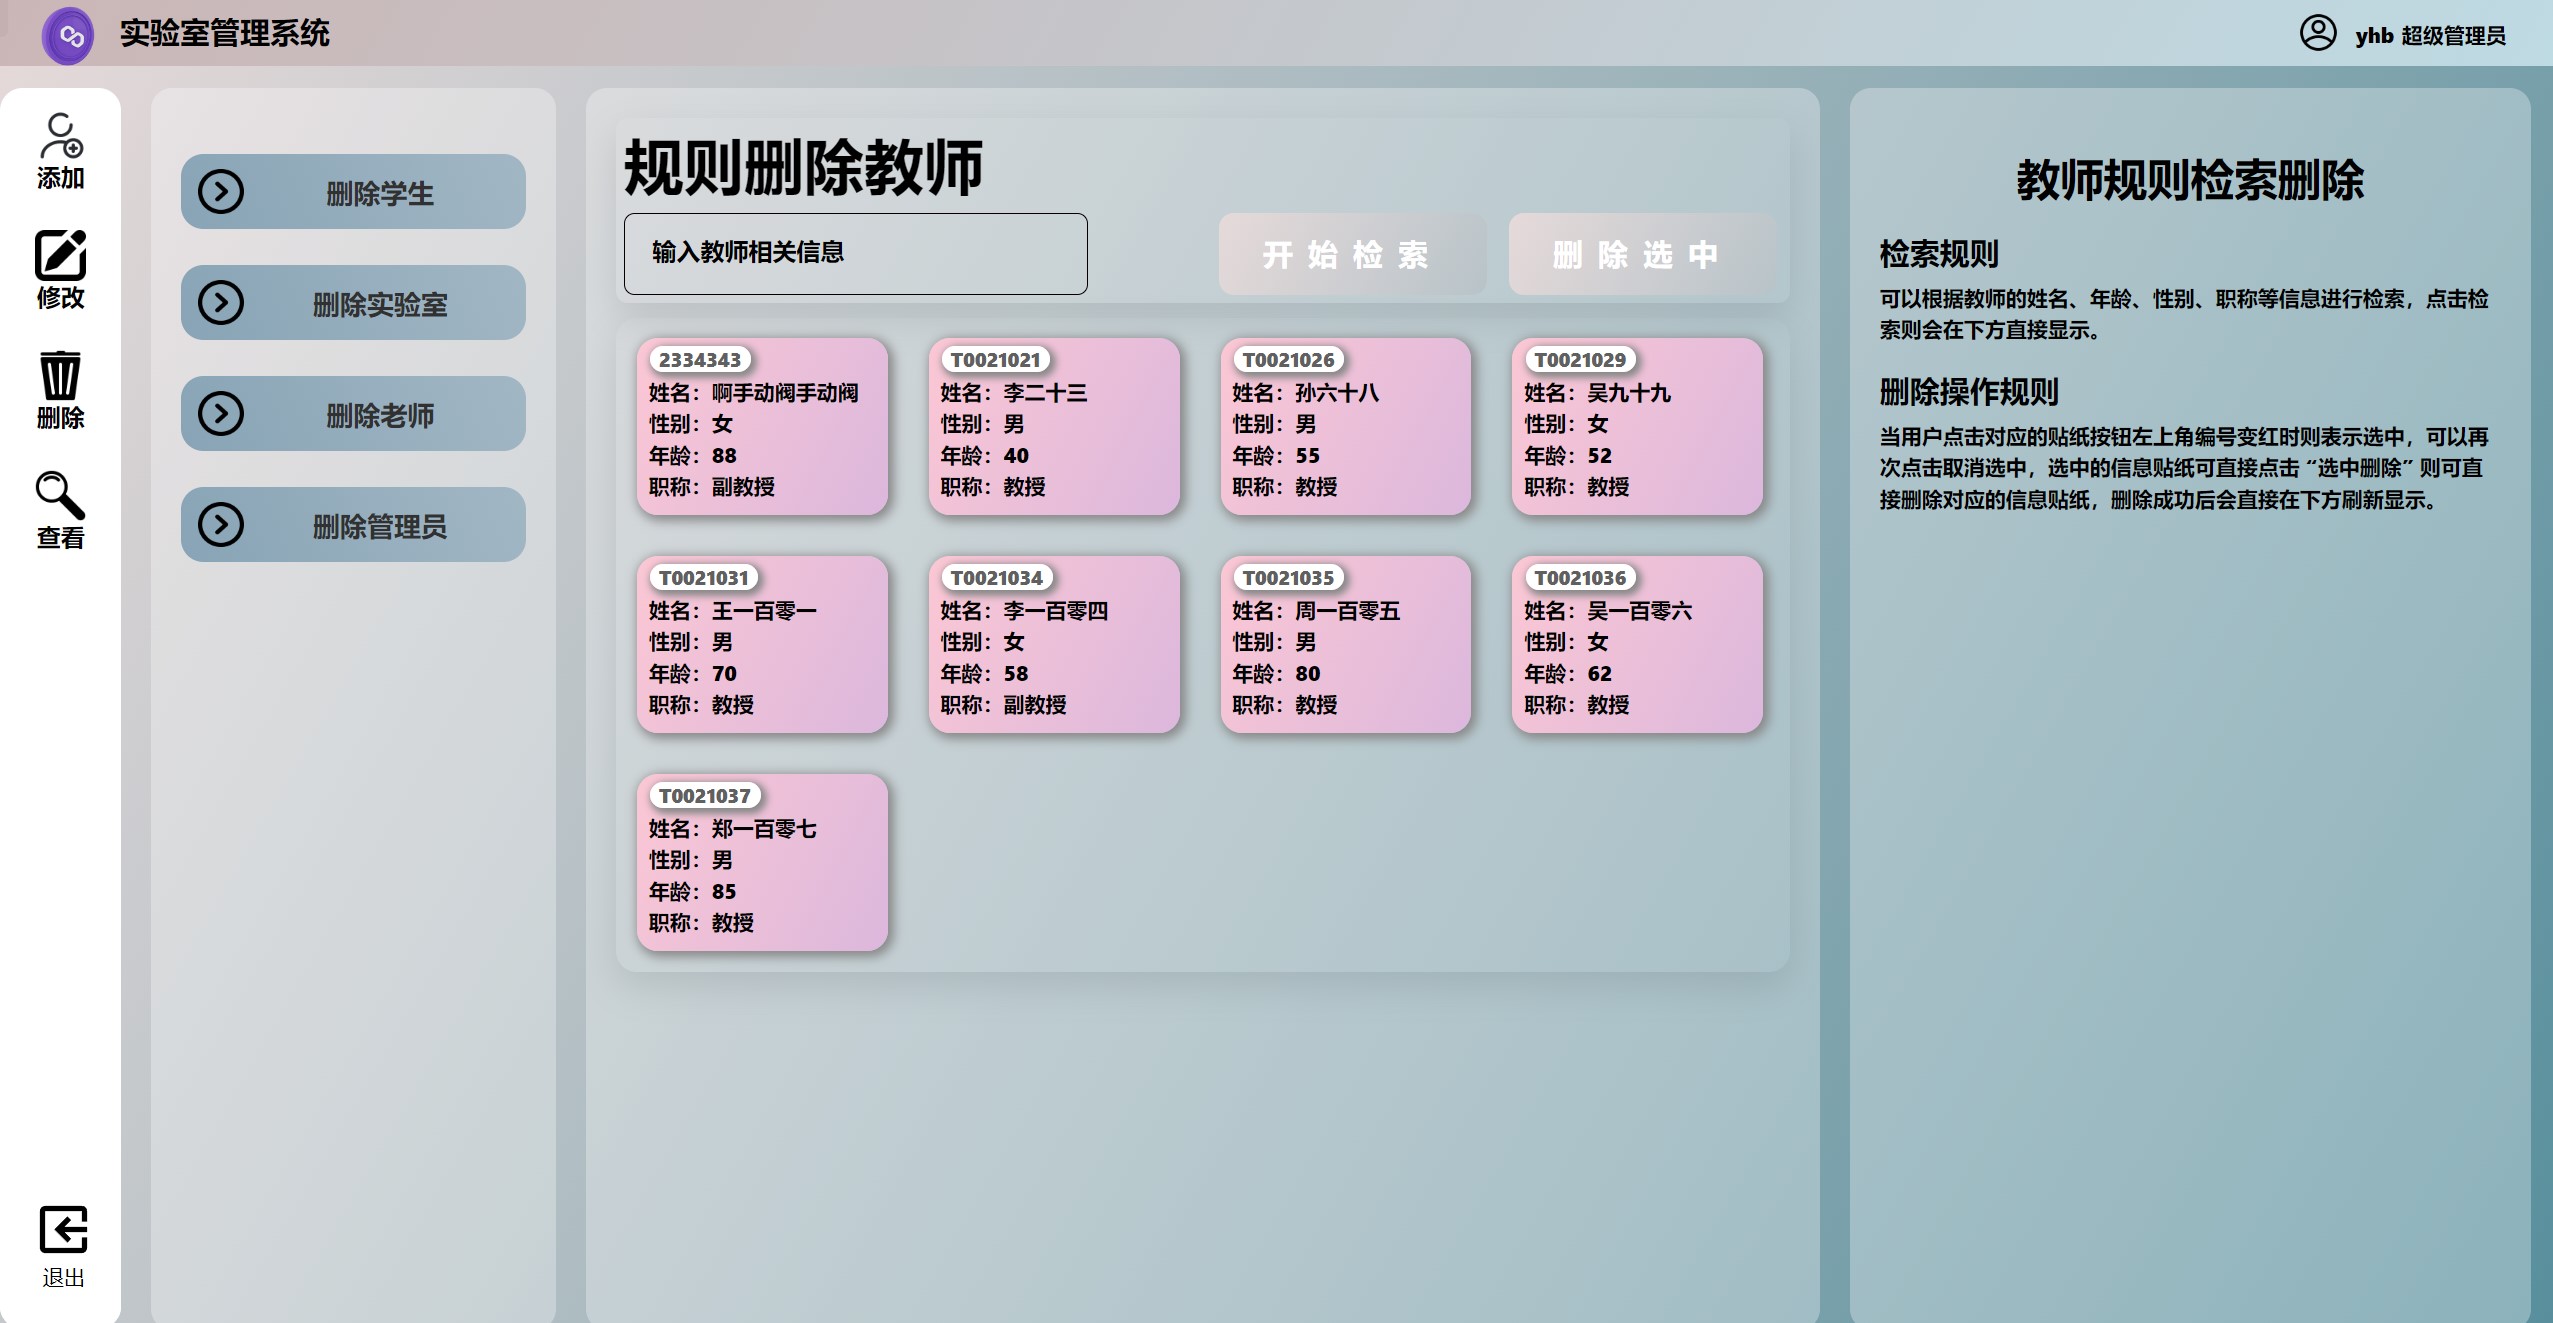 实验室管理系统
yhb 超级管理员
添加
修改
删除
查看
退出
删除学生
删除实验室
删除老师
删除管理员
规则删除教师
输入教师相关信息
开始检索
删除选中
2334343
姓名：啊手动阀手动阀
性别：女
年龄：88
职称：副教授
T0021021
姓名：李二十三
性别：男
年龄：40
职称：教授
T0021026
姓名：孙六十八
性别：男
年龄：55
职称：教授
T0021029
姓名：吴九十九
性别：女
年龄：52
职称：教授
T0021031
姓名：王一百零一
性别：男
年龄：70
职称：教授
T0021034
姓名：李一百零四
性别：女
年龄：58
职称：副教授
T0021035
姓名：周一百零五
性别：男
年龄：80
职称：教授
T0021036
姓名：吴一百零六
性别：女
年龄：62
职称：教授
T0021037
姓名：郑一百零七
性别：男
年龄：85
职称：教授
教师规则检索删除
检索规则
可以根据教师的姓名、年龄、性别、职称等信息进行检索，点击检
索则会在下方直接显示。
删除操作规则
当用户点击对应的贴纸按钮左上角编号变红时则表示选中，可以再
次点击取消选中，选中的信息贴纸可直接点击 “选中删除” 则可直
接删除对应的信息贴纸，删除成功后会直接在下方刷新显示。